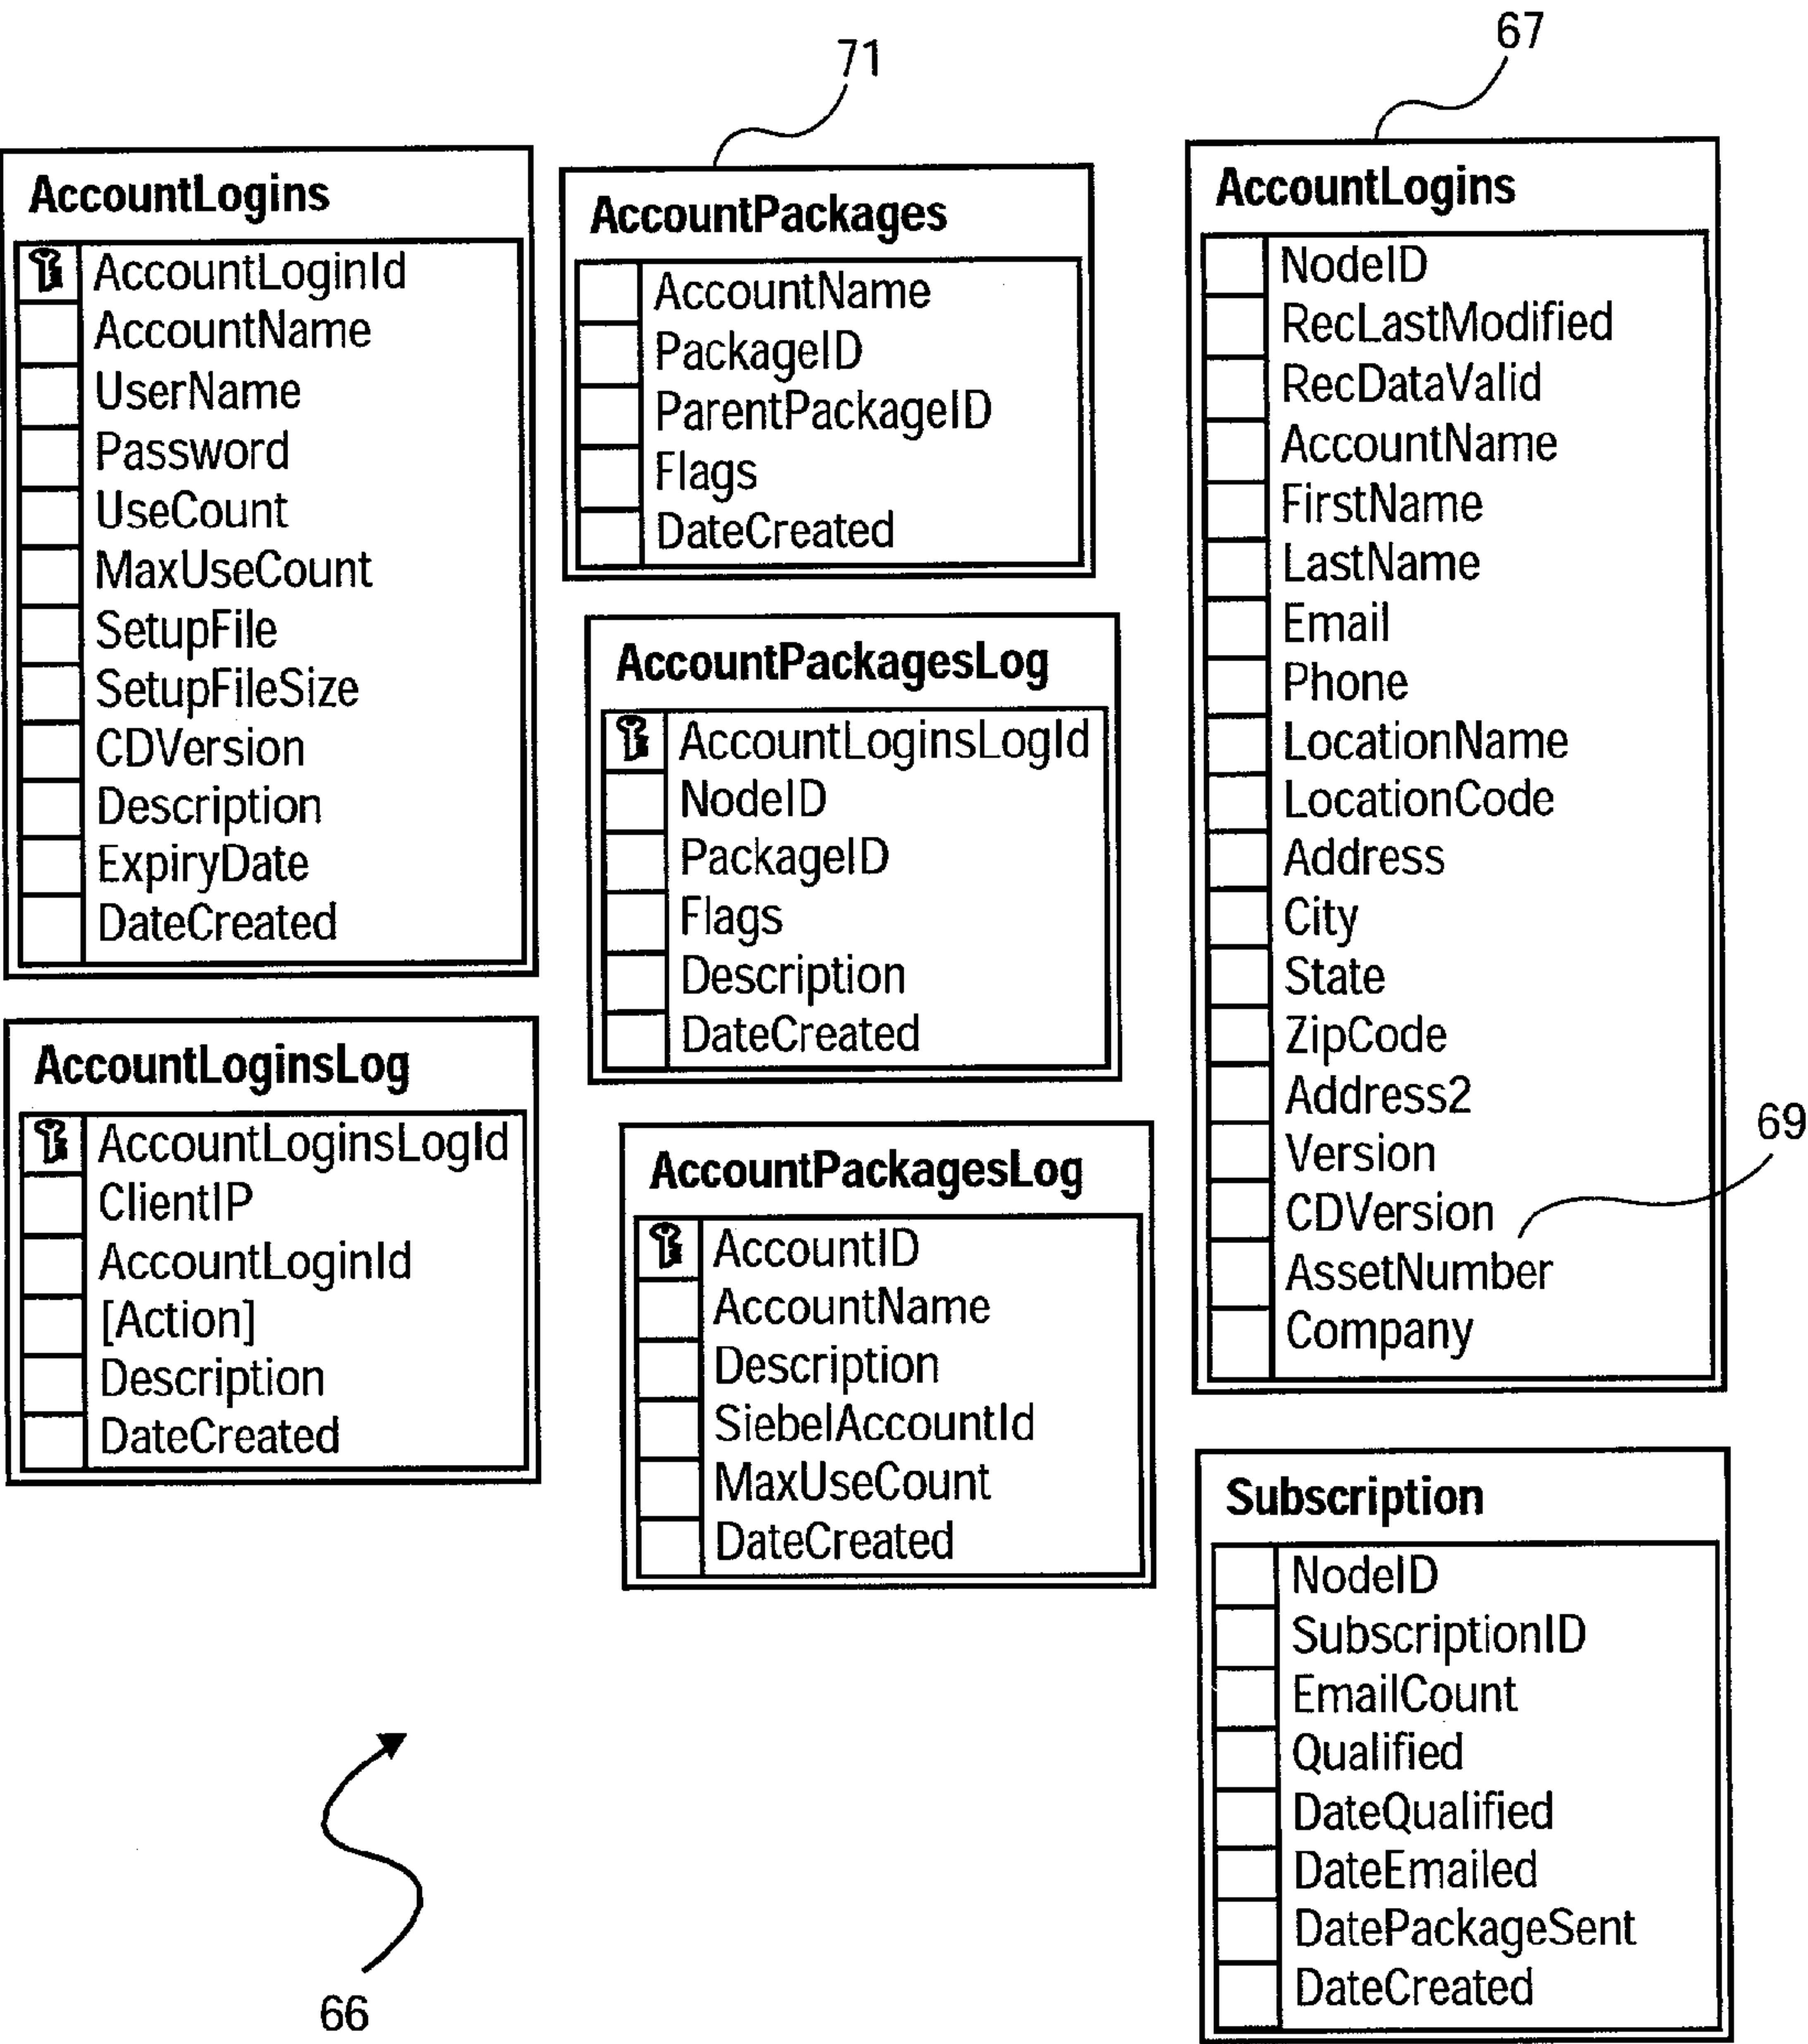 71
67
AccountLogins
AccountLoginId
AccountName
UserName
Password
UseCount
MaxUseCount
SetupFile
SetupFileSize
CDVersion
Description
ExpiryDate
DateCreated
AccountLoginsLog
AccountLoginsLogId
ClientIP
AccountLoginId
[Action]
Description
DateCreated
AccountPackages
AccountName
PackageID
ParentPackageID
Flags
DateCreated
AccountPackagesLog
AccountLoginsLogId
NodeID
PackageID
Flags
Description
DateCreated
AccountPackagesLog
AccountID
AccountName
Description
SiebelAccountId
MaxUseCount
DateCreated
AccountLogins
NodeID
RecLastModified
RecDataValid
AccountName
FirstName
LastName
Email
Phone
LocationName
LocationCode
Address
City
State
ZipCode
Address2
Version
CDVersion
AssetNumber
Company
69
Subscription
NodeID
SubscriptionID
EmailCount
Qualified
DateQualified
DateEmailed
DatePackageSent
DateCreated
66